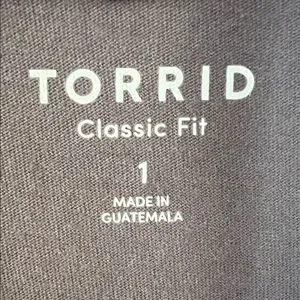 TORRID
Classic Fit
1
MADE IN
GUATEMALA